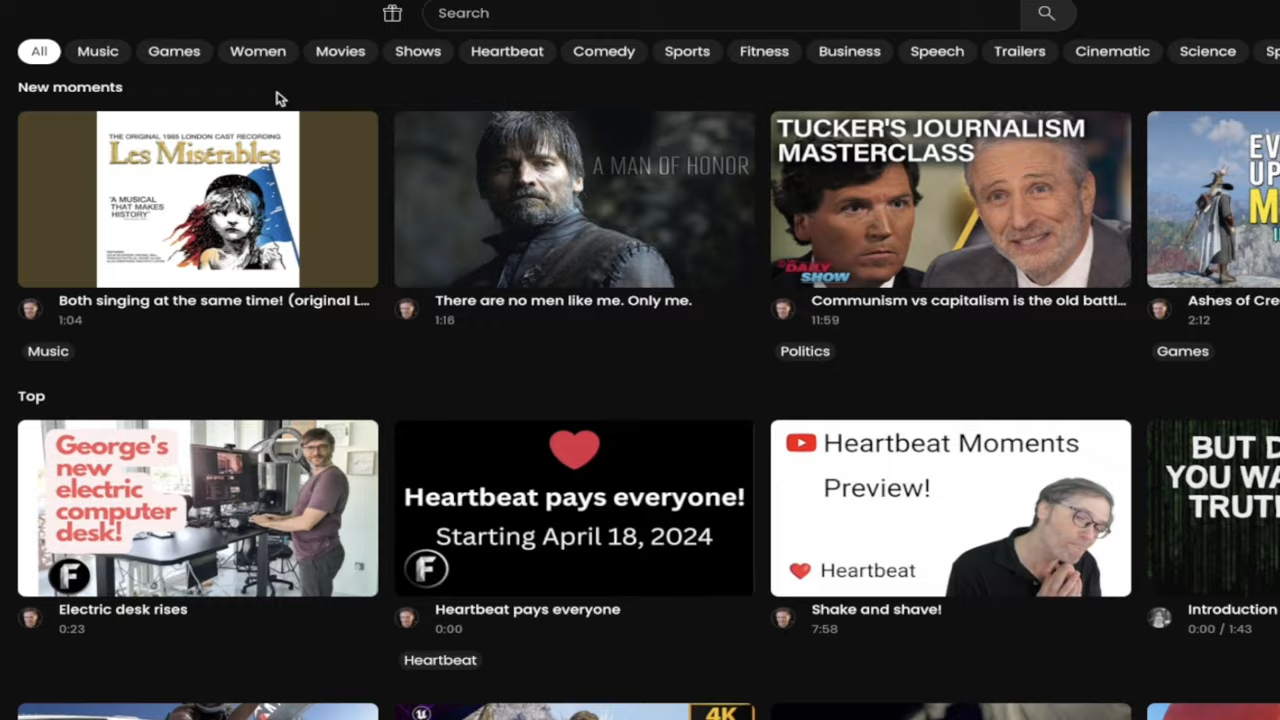 Search
All Music Games Women Movies Shows Heartbeat Comedy Sports Fitness Business Speech Trailers Cinematic Science Sp
New moments
THE ORIGINAL 1985 LONDON CAST RECORDING
Les Misérables
"A MUSICAL
THAT MAKES
HISTORY"
A MAN OF HONOR
TUCKER'S JOURNALISM
MASTERCLASS
THE DAILY
SHOW
EV
UP
M
Both singing at the same time! (original L...
1:04
Music
There are no men like me. Only me.
1:16
Communism vs capitalism is the old battl...
11:59
Politics
Ashes of Cre
2:12
Games
Top
George's
new
electric
computer
desk!
F
Heartbeat pays everyone!
Starting April 18, 2024
F
Heartbeat Moments
Preview!
Heartbeat
BUT D
YOU WA
TRUT
Electric desk rises
0:23
Heartbeat pays everyone
0:00
Heartbeat
Shake and shave!
7:58
Introduction
0:00 / 1:43
4K